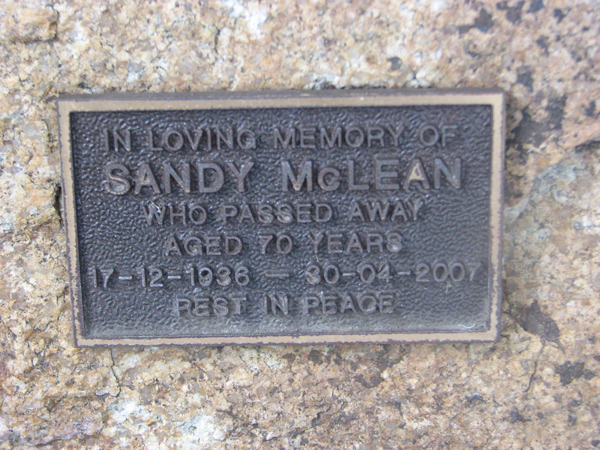 IN LOVING MEMORY OF
SANDY McLEAN
WHO PASSED AWAY
AGED 70 YEARS
17-12-1936 — 30-04-2007
REST IN PEACE